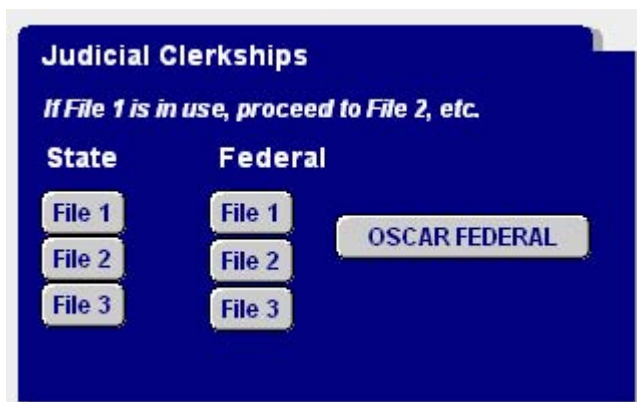 Judicial Clerkships
If File 1 is in use, proceed to File 2, etc.
State Federal
File 1 File 1
OSCAR FEDERAL
File 2 File 2
File 3 File 3